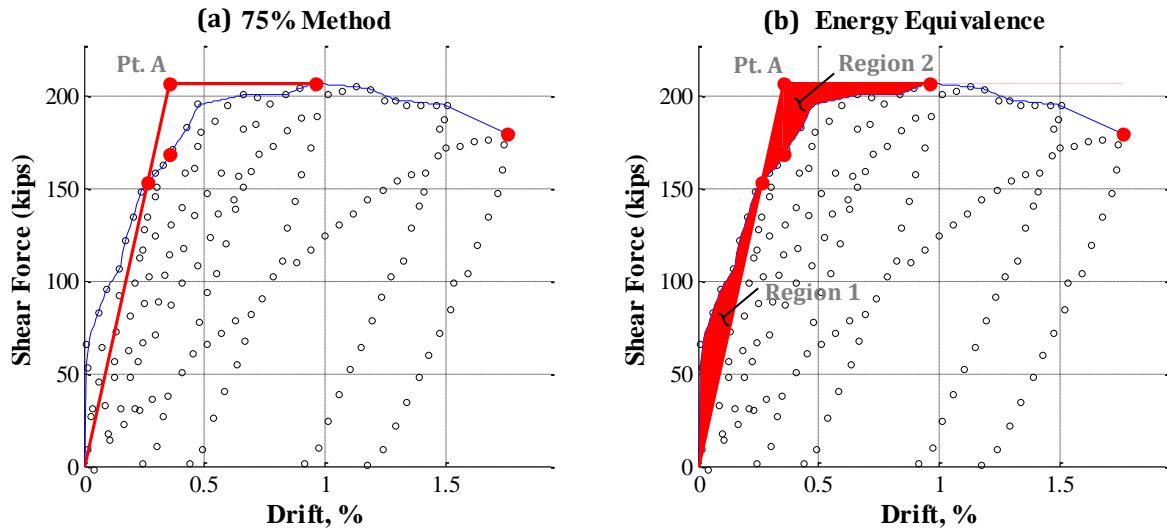 (a) 75% Method
Pt. A
200
150
100
50
0
0
0.5
1
1.5
Shear Force (kips)
Drift, %
(b) Energy Equivalence
Pt. A
Region 2
Region 1
200
150
100
50
0
0
0.5
1
1.5
Shear Force (kips)
Drift, %